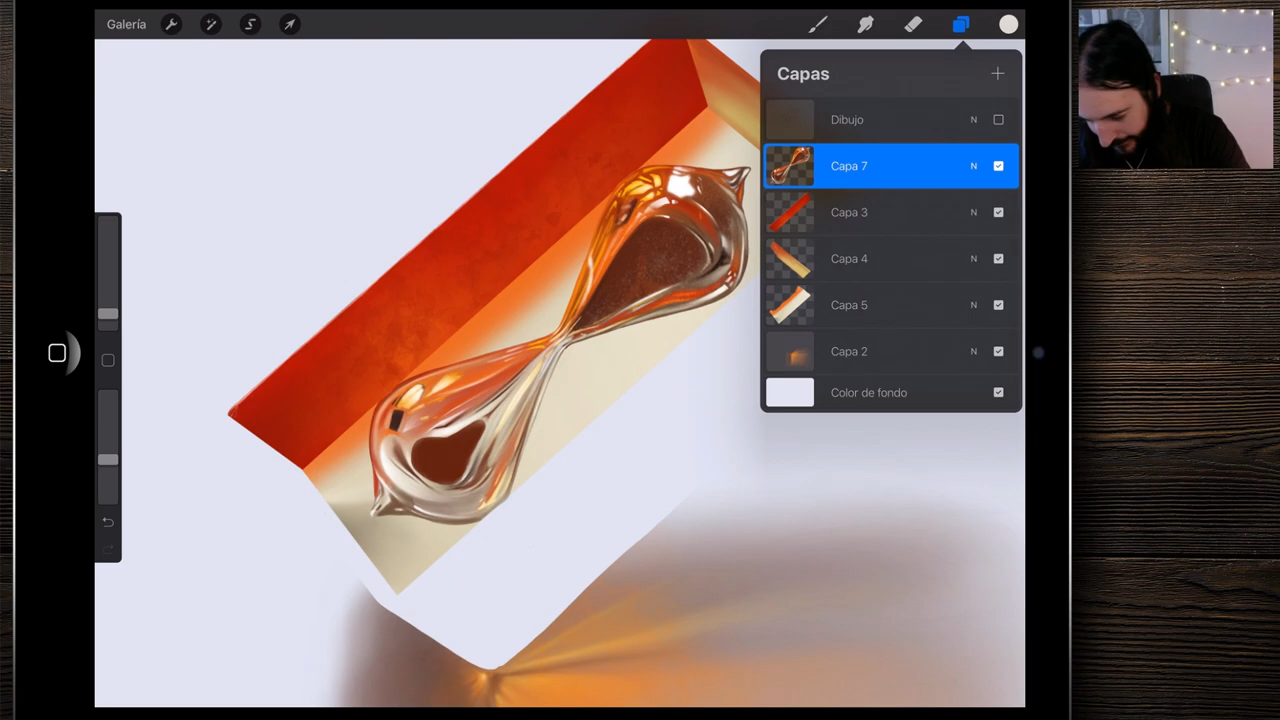 Galería
Capas
Dibujo N
Capa 7 N
Capa 3 N
Capa 4 N
Capa 5 N
Capa 2 N
Color de fondo